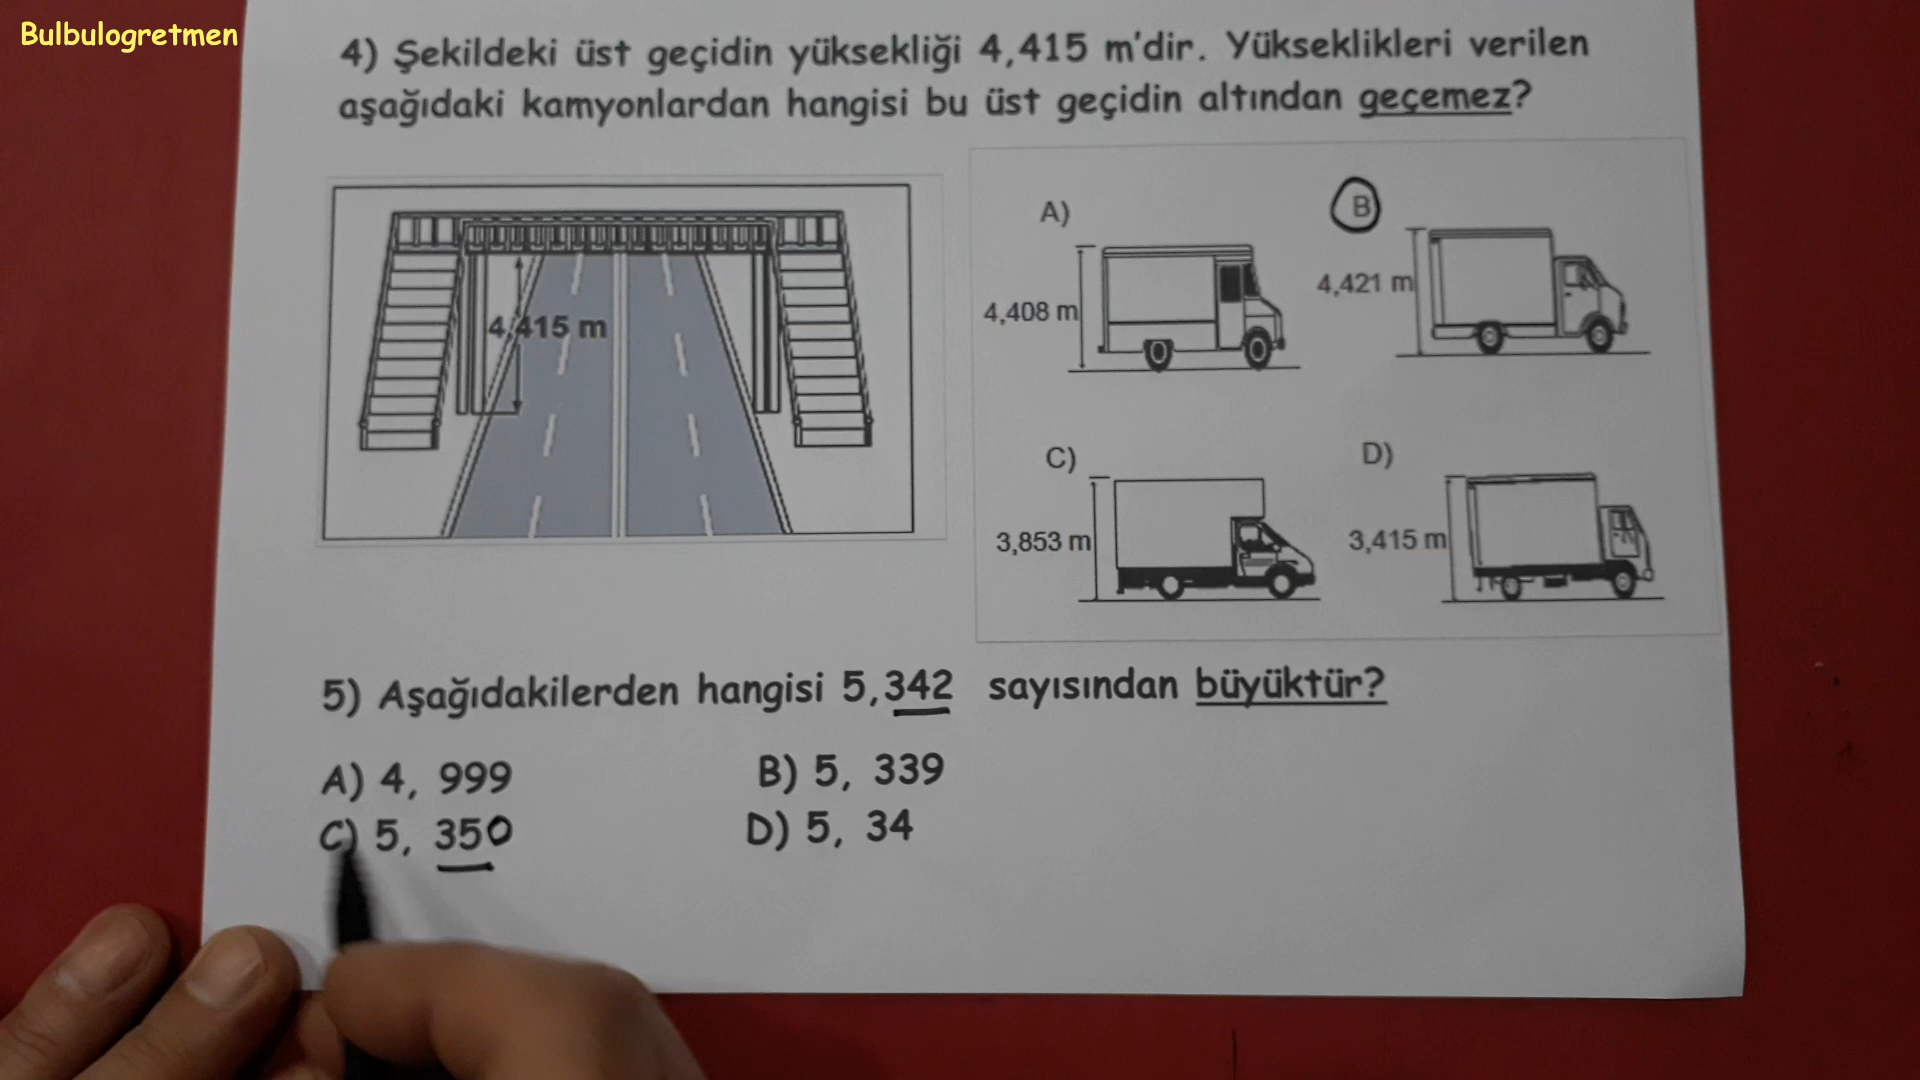 Bulbulogretmen
4) Şekildeki üst geçidin yüksekliği 4,415 m'dir. Yükseklikleri verilen
aşağıdaki kamyonlardan hangisi bu üst geçidin altından geçemez?
4,415 m
A)
4,408 m
B
4,421 m
C)
3,853 m
D)
3,415 m
5) Aşağıdakilerden hangisi 5,342 sayısından büyüktür?
A) 4, 999
B) 5, 339
C) 5, 350
D) 5, 34